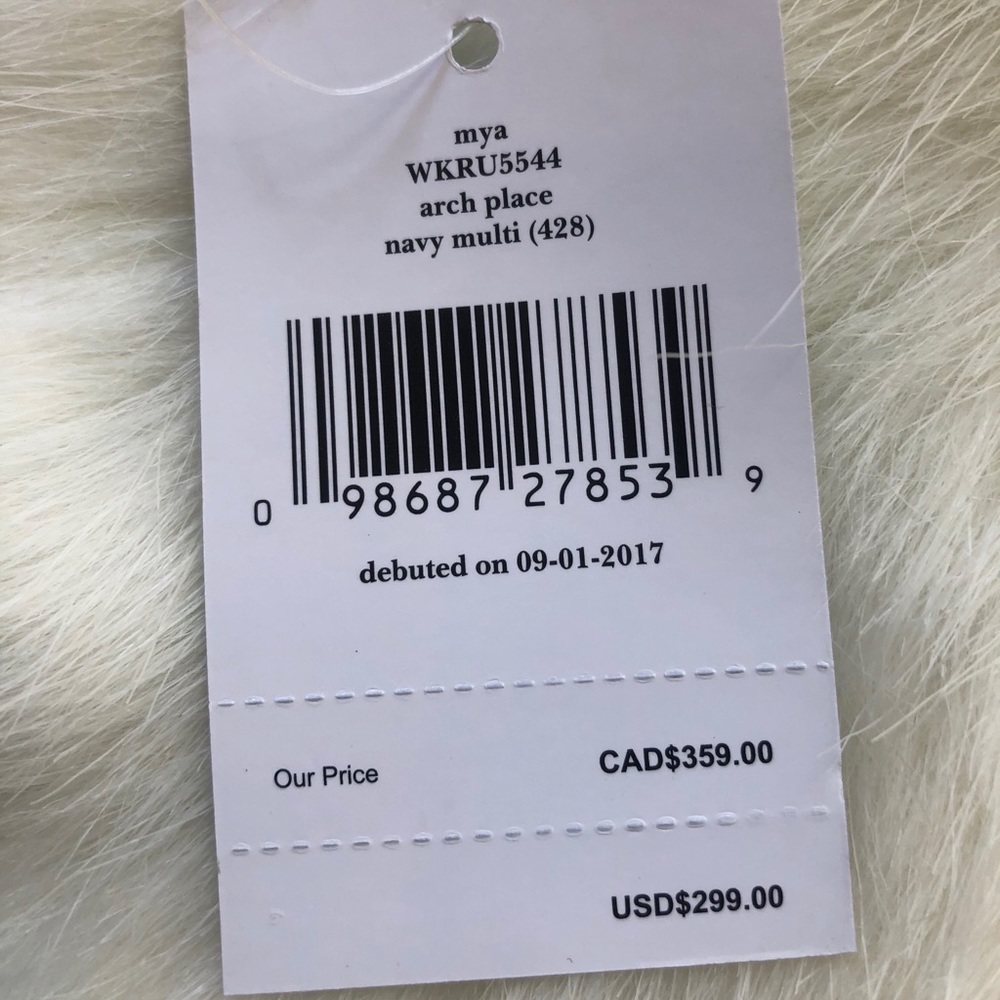 mya
WKRU5544
arch place
navy multi (428)
0 98687 27853 9
debuted on 09-01-2017
Our Price CAD$359.00
USD$299.00